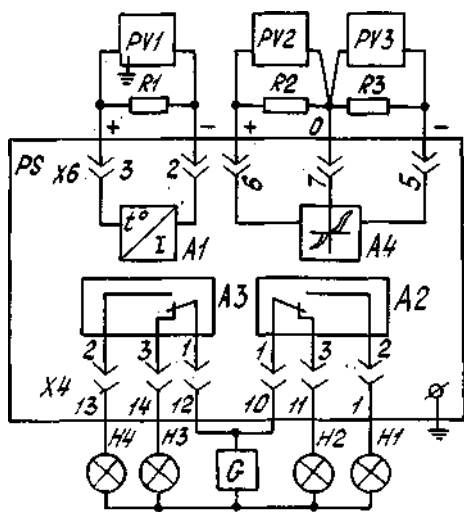 PV1 PV2 PV3
R1 R2 R3
+ − + 0 −
PS X6 3 2 6 7 5
t° I A1 A4
A3 A2
2 3 1 1 3 2
X4
13 14 12 10 11 1
H4 H3 H2 H1
G